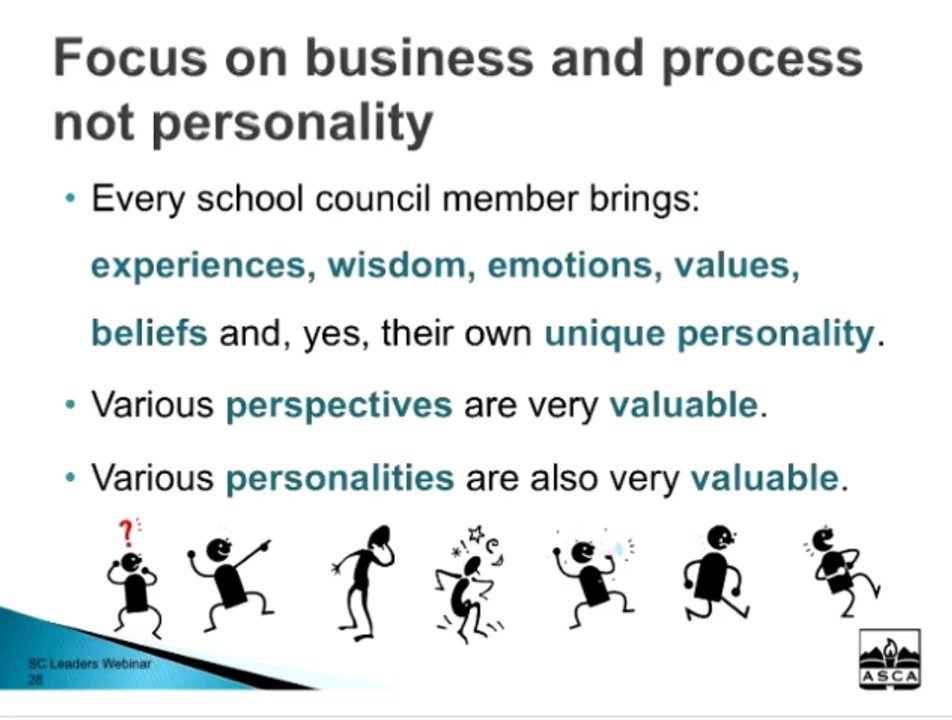 Focus on business and process
not personality
• Every school council member brings:
experiences, wisdom, emotions, values,
beliefs and, yes, their own unique personality.
• Various perspectives are very valuable.
• Various personalities are also very valuable.
?
*!
SC Leaders Webinar
28
ASCA